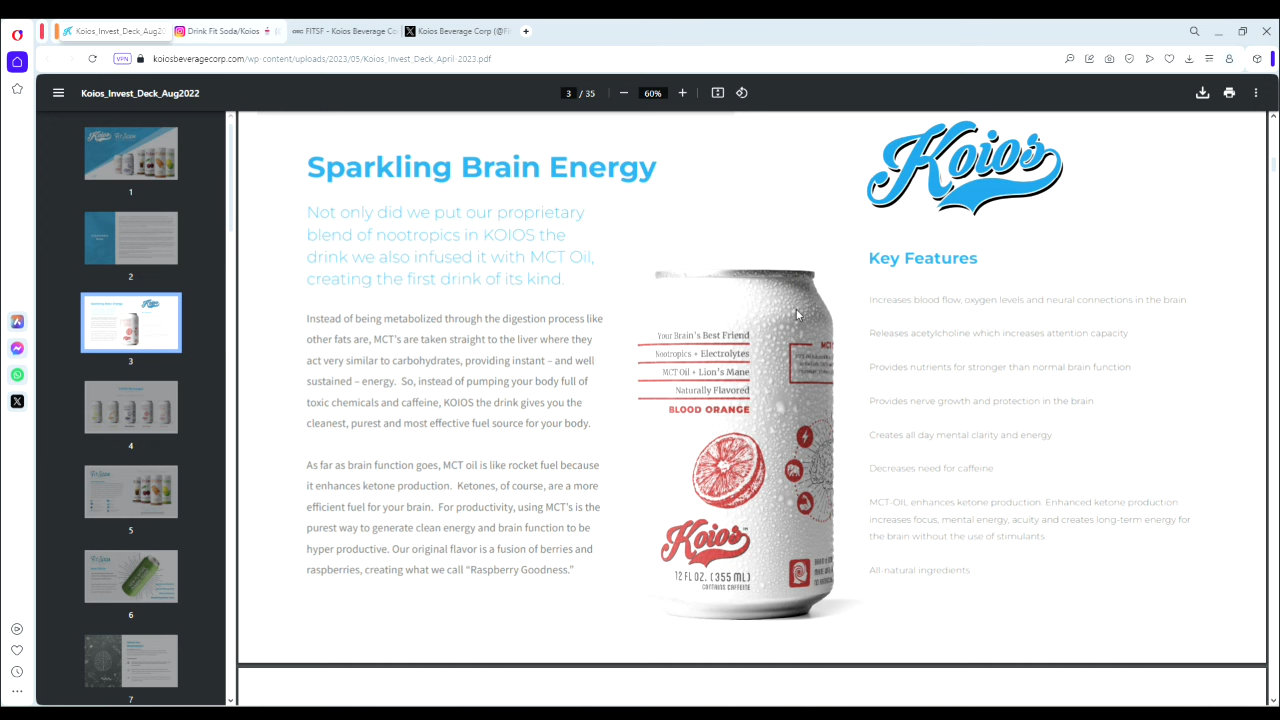 Koios_Invest_Deck_Aug20
Drink Fit Soda/Koios
FITSF - Koios Beverage Co
Koios Beverage Corp (@Fi
VPN
koiosbeveragecorp.com/wp-content/uploads/2023/05/Koios_Invest_Deck_April-2023.pdf
Koios_Invest_Deck_Aug2022
3 / 35
60%
1
2
3
4
5
6
7
Sparkling Brain Energy
Not only did we put our proprietary
blend of nootropics in KOIOS the
drink we also infused it with MCT Oil,
creating the first drink of its kind.
Instead of being metabolized through the digestion process like
other fats are, MCT's are taken straight to the liver where they
act very similar to carbohydrates, providing instant – and well
sustained – energy. So, instead of pumping your body full of
toxic chemicals and caffeine, KOIOS the drink gives you the
cleanest, purest and most effective fuel source for your body.
As far as brain function goes, MCT oil is like rocket fuel because
it enhances ketone production. Ketones, of course, are a more
efficient fuel for your brain. For productivity, using MCT's is the
purest way to generate clean energy and brain function to be
hyper productive. Our original flavor is a fusion of berries and
raspberries, creating what we call “Raspberry Goodness.”
Your Brain's Best Friend
Nootropics + Electrolytes
MCT Oil + Lion's Mane
Naturally Flavored
BLOOD ORANGE
Koios™
12 FL OZ. (355 ML)
CONTAINS CAFFEINE
Koios
Key Features
Increases blood flow, oxygen levels and neural connections in the brain
Releases acetylcholine which increases attention capacity
Provides nutrients for stronger than normal brain function
Provides nerve growth and protection in the brain
Creates all day mental clarity and energy
Decreases need for caffeine
MCT-OIL enhances ketone production. Enhanced ketone production
increases focus, mental energy, acuity and creates long-term energy for
the brain without the use of stimulants
All-natural ingredients